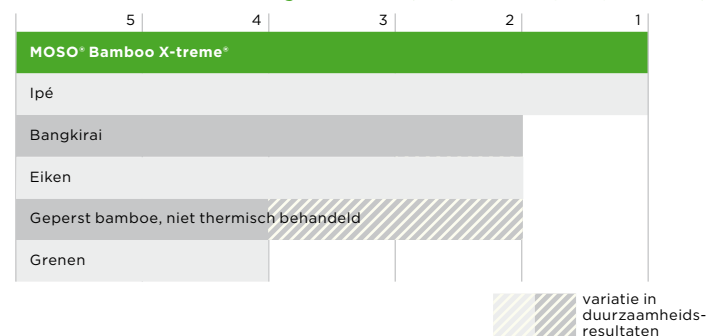 5 4 3 2 1
MOSO® Bamboo X-treme®
Ipé
Bangkirai
Eiken
Geperst bamboe, niet thermisch behandeld
Grenen
variatie in
duurzaamheids-
resultaten